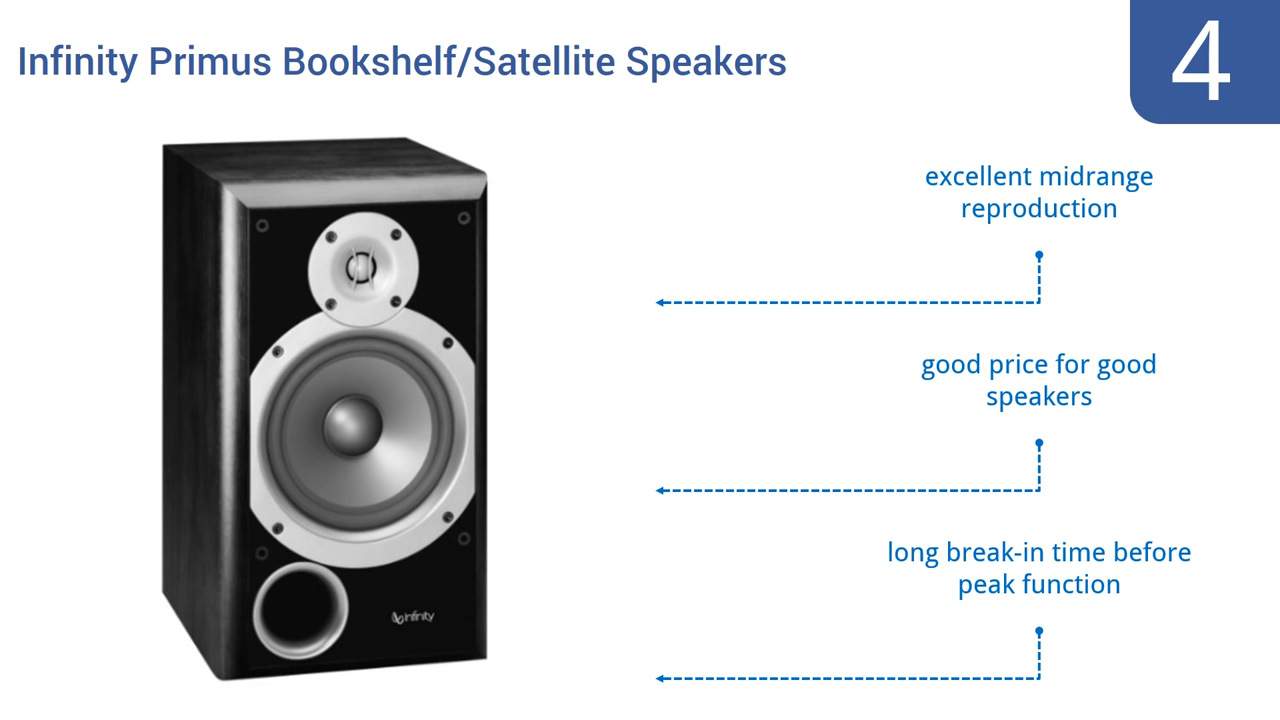 Infinity Primus Bookshelf/Satellite Speakers
4
excellent midrange
reproduction
good price for good
speakers
long break-in time before
peak function
Infinity